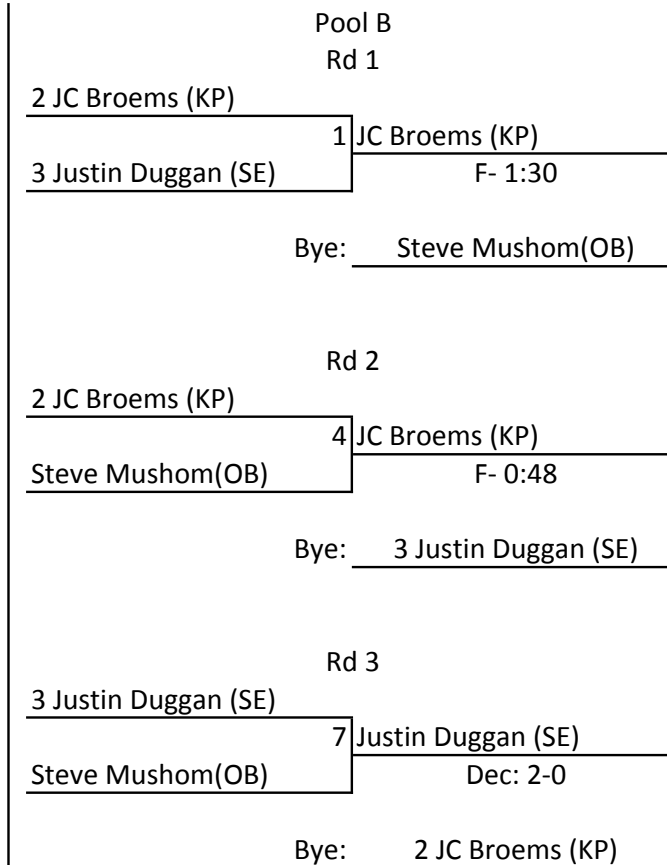 Pool B
Rd 1
2 JC Broems (KP)
1 JC Broems (KP)
3 Justin Duggan (SE) F- 1:30
Bye: Steve Mushom(OB)
Rd 2
2 JC Broems (KP)
4 JC Broems (KP)
Steve Mushom(OB) F- 0:48
Bye: 3 Justin Duggan (SE)
Rd 3
3 Justin Duggan (SE)
7 Justin Duggan (SE)
Steve Mushom(OB) Dec: 2-0
Bye: 2 JC Broems (KP)